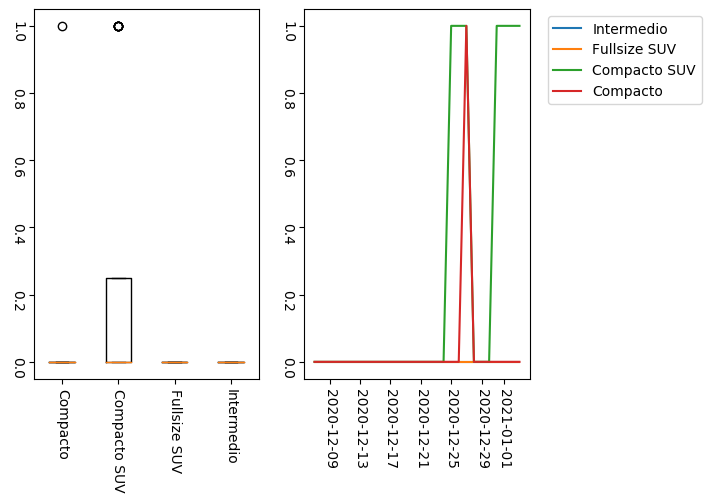 1.0
0.8
0.6
0.4
0.2
0.0
Compacto
Compacto SUV
Fullsize SUV
Intermedio
1.0
0.8
0.6
0.4
0.2
0.0
2020-12-09
2020-12-13
2020-12-17
2020-12-21
2020-12-25
2020-12-29
2021-01-01
Intermedio
Fullsize SUV
Compacto SUV
Compacto